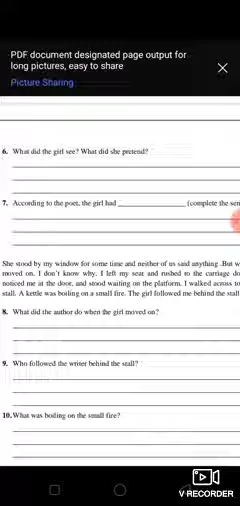 PDF document designated page output for
long pictures, easy to share
Picture Sharing
6. What did the girl see? What did she pretend?
7. According to the poet, the girl had ____________________ (complete the sen
She stood by my window for some time and neither of us said anything .But w
moved on. I don't know why. I left my seat and rushed to the carriage do
noticed me at the door, and stood waiting on the platform. I walked across to
stall. A kettle was boiling on a small fire. The girl followed me behind the stall
8. What did the author do when the girl moved on?
9. Who followed the writer behind the stall?
10. What was boding on the small fire?
V RECORDER